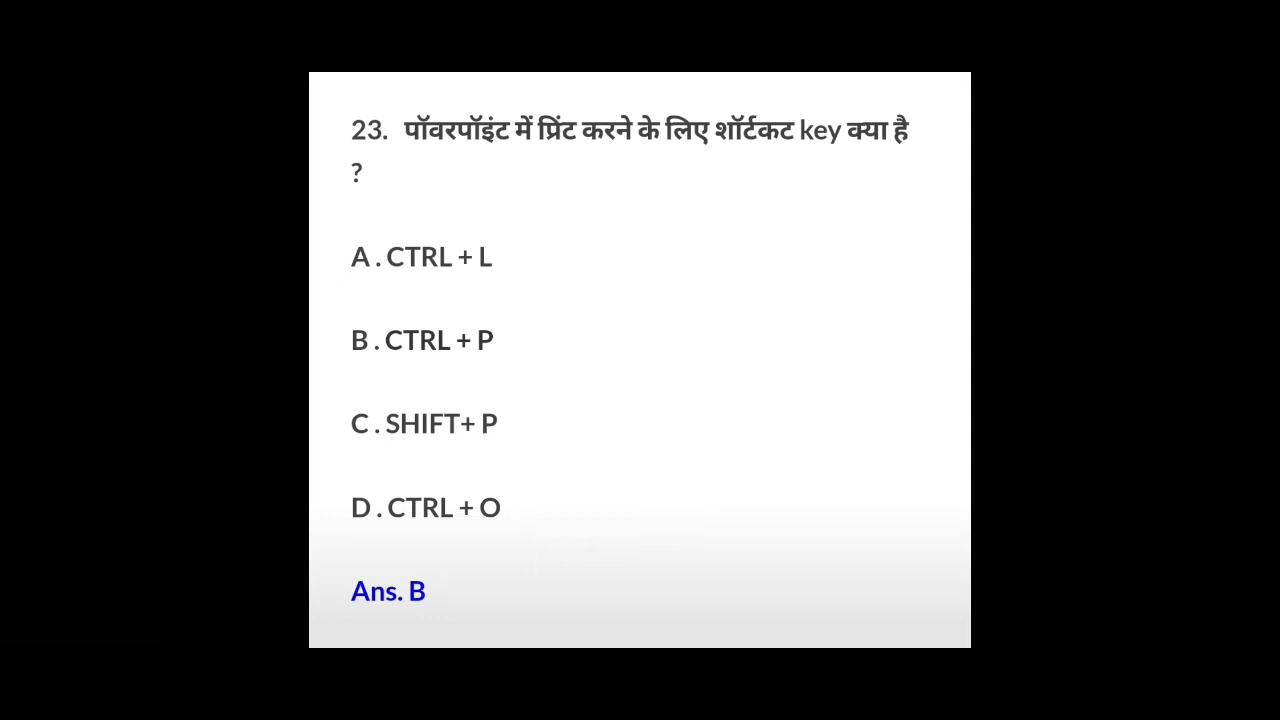 23. पॉवरपॉइंट में प्रिंट करने के लिए शॉर्टकट key क्या है
?
A . CTRL + L
B . CTRL + P
C . SHIFT+ P
D . CTRL + O
Ans. B